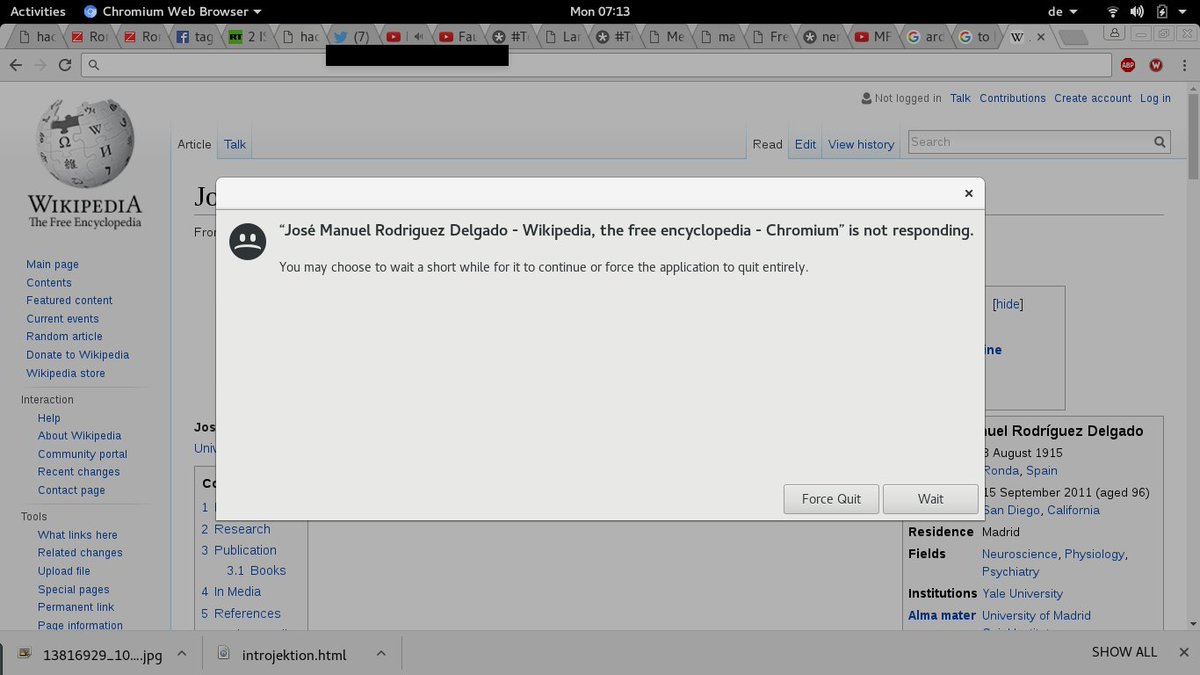 Activities Chromium Web Browser Mon 07:13 de
hac Ror Ror tag 2 IS hac (7) Fau #T Lar #T Me ma Fre ner MF arc to W
ABP W
Not logged in Talk Contributions Create account Log in
Article Talk Read Edit View history Search
WIKIPEDIA
The Free Encyclopedia
Jo
Fror
“José Manuel Rodriguez Delgado - Wikipedia, the free encyclopedia - Chromium” is not responding.
You may choose to wait a short while for it to continue or force the application to quit entirely.
Force Quit Wait
Main page
Contents
Featured content
Current events
Random article
Donate to Wikipedia
Wikipedia store
Interaction
Help
About Wikipedia
Community portal
Recent changes
Contact page
Tools
What links here
Related changes
Upload file
Special pages
Permanent link
Page information
[hide]
ine
Jos
Univ
Co
1
2 Research
3 Publication
3.1 Books
4 In Media
5 References
nuel Rodríguez Delgado
8 August 1915
Ronda, Spain
15 September 2011 (aged 96)
San Diego, California
Residence Madrid
Fields Neuroscience, Physiology,
Psychiatry
Institutions Yale University
Alma mater University of Madrid
13816929_10....jpg introjektion.html SHOW ALL